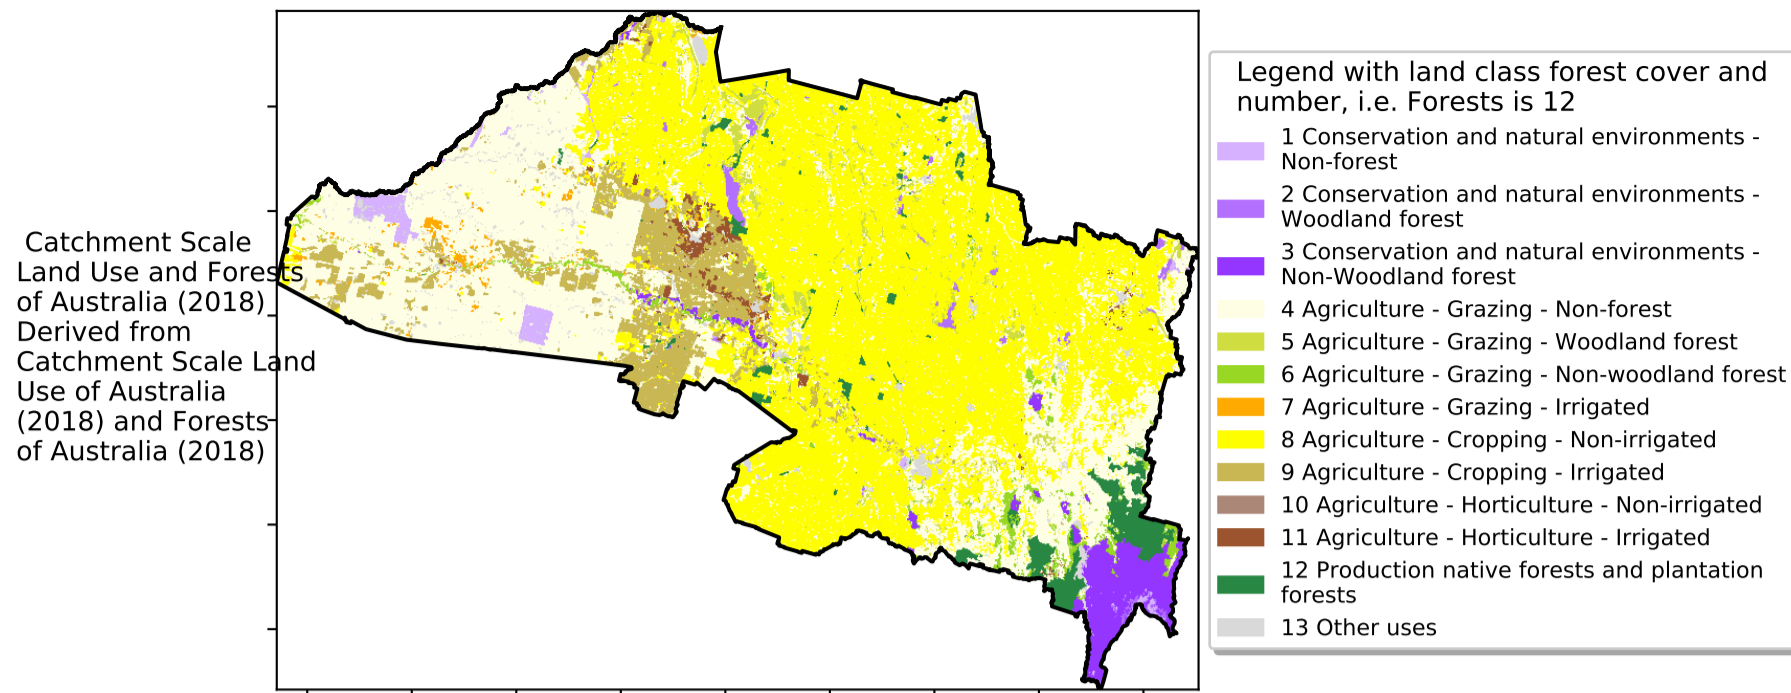 Catchment Scale
Land Use and Forests
of Australia (2018)
Derived from
Catchment Scale Land
Use of Australia
(2018) and Forests
of Australia (2018)
Legend with land class forest cover and
number, i.e. Forests is 12
1 Conservation and natural environments -
Non-forest
2 Conservation and natural environments -
Woodland forest
3 Conservation and natural environments -
Non-Woodland forest
4 Agriculture - Grazing - Non-forest
5 Agriculture - Grazing - Woodland forest
6 Agriculture - Grazing - Non-woodland forest
7 Agriculture - Grazing - Irrigated
8 Agriculture - Cropping - Non-irrigated
9 Agriculture - Cropping - Irrigated
10 Agriculture - Horticulture - Non-irrigated
11 Agriculture - Horticulture - Irrigated
12 Production native forests and plantation
forests
13 Other uses